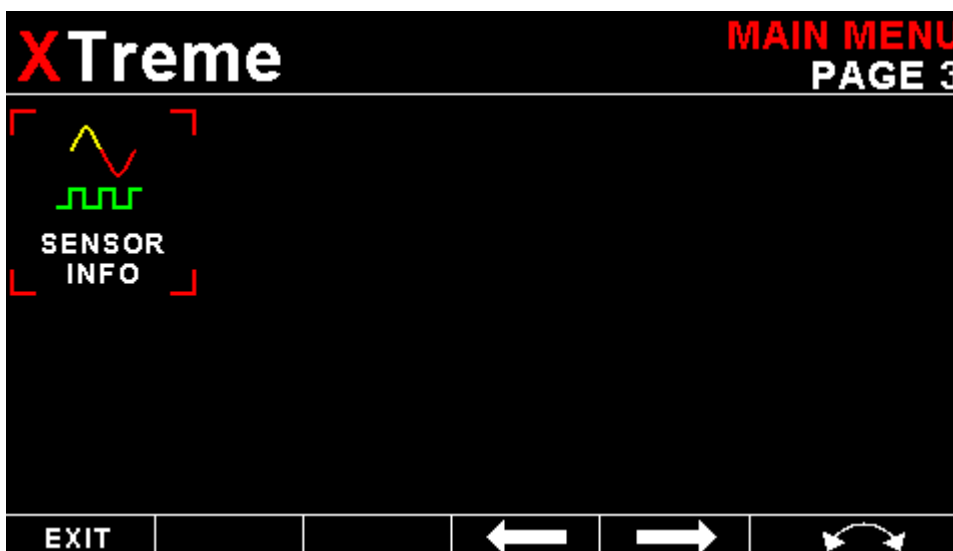 XTreme
MAIN MENU
PAGE 3
SENSOR
INFO
EXIT